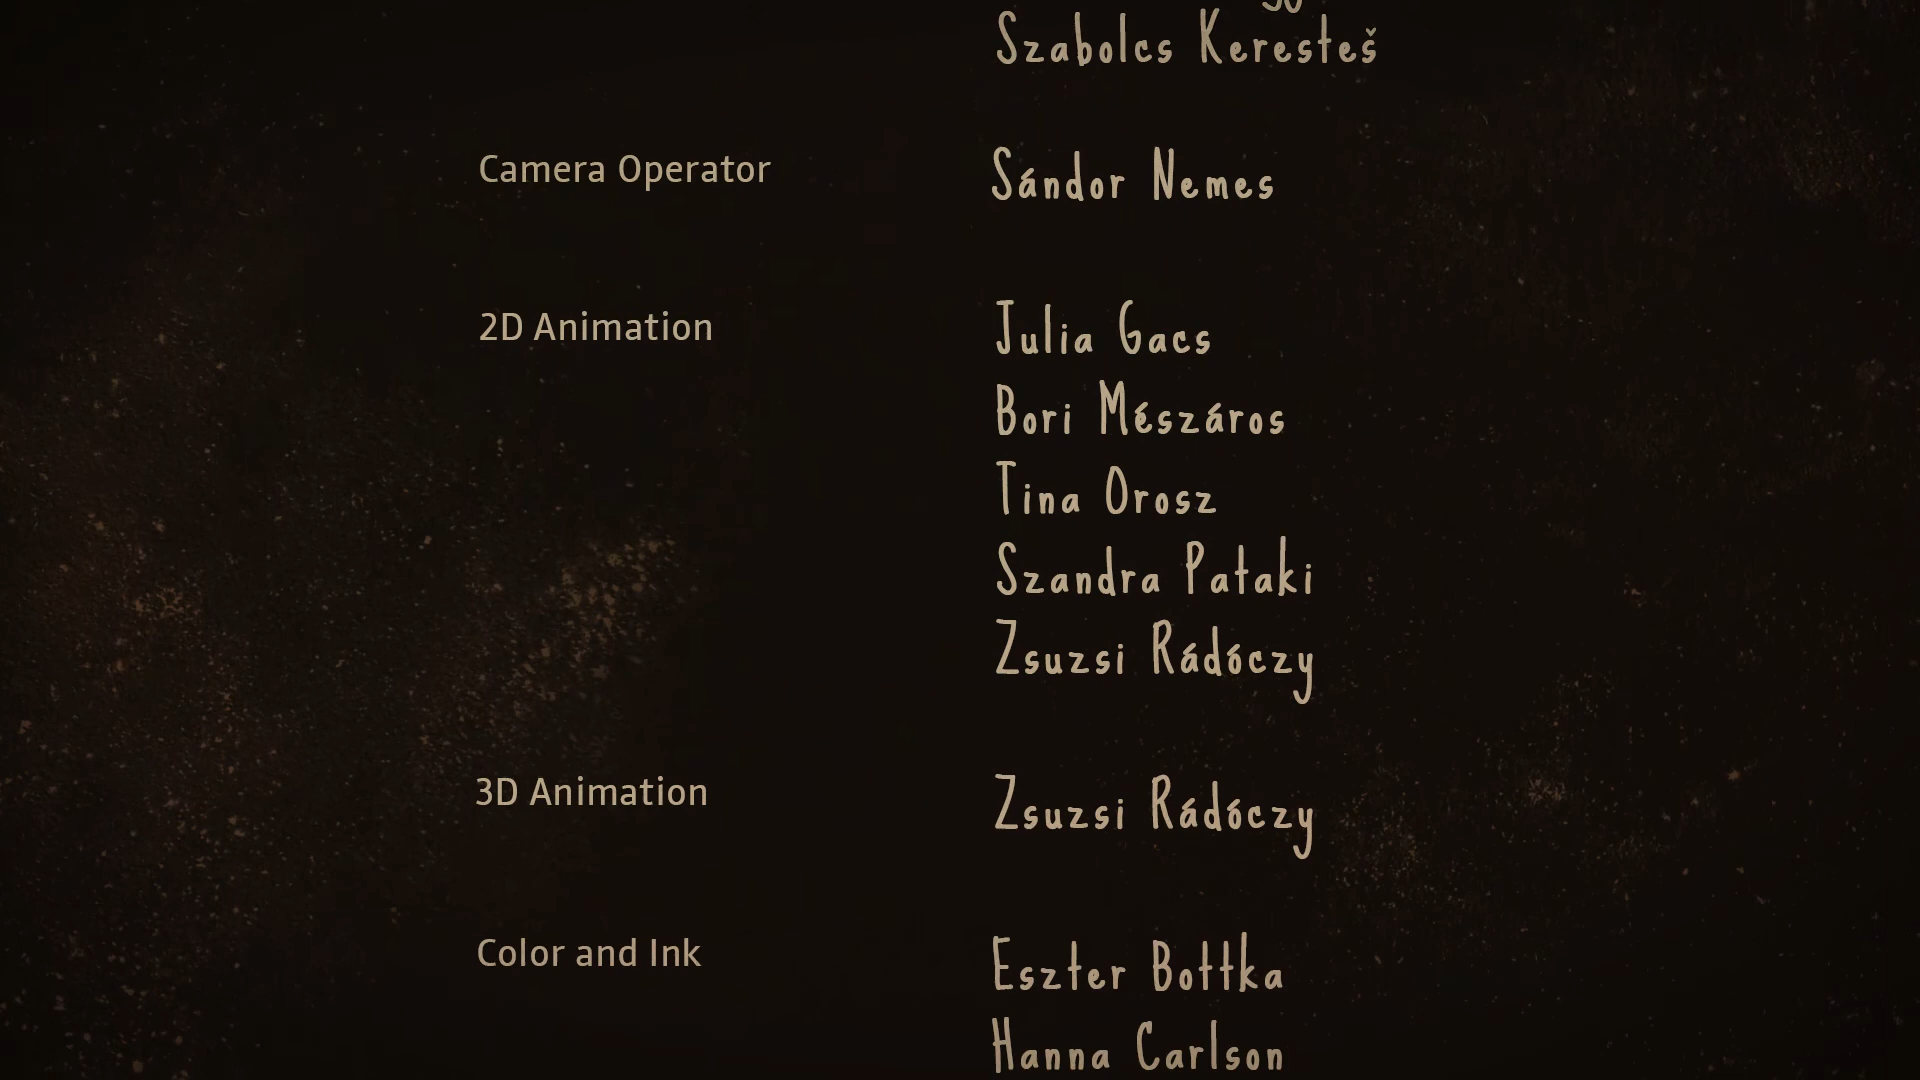 Szabolcs Keresteš
Camera Operator Sándor Nemes
2D Animation Julia Gacs
Bori Mészáros
Tina Orosz
Szandra Pataki
Zsuzsi Rádóczy
3D Animation Zsuzsi Rádóczy
Color and Ink Eszter Bottka
Hanna Carlson